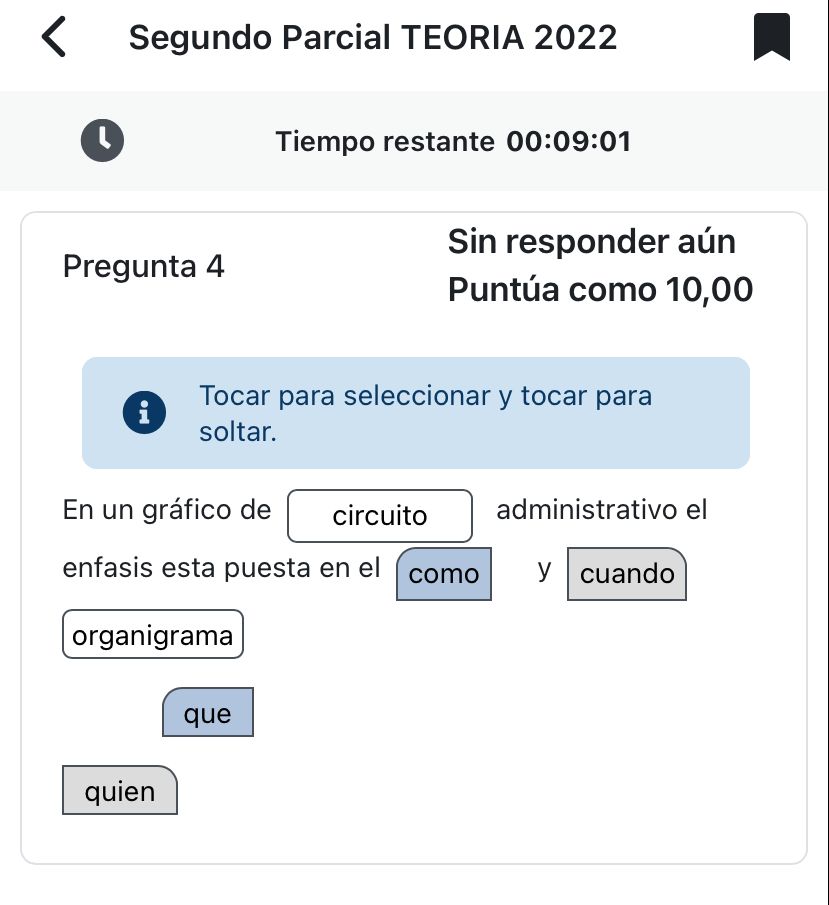 Segundo Parcial TEORIA 2022
Tiempo restante 00:09:01
Pregunta 4
Sin responder aún
Puntúa como 10,00
Tocar para seleccionar y tocar para
soltar.
En un gráfico de circuito administrativo el
enfasis esta puesta en el como y cuando
organigrama
que
quien